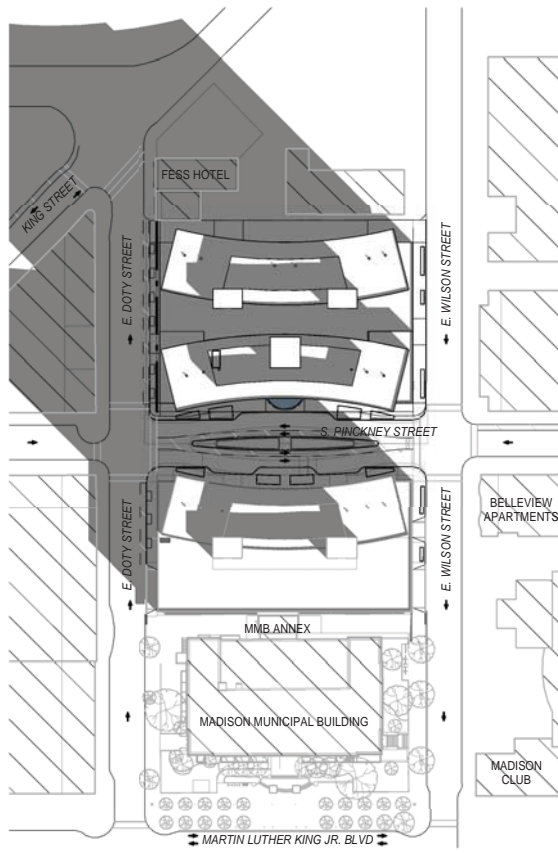 FESS HOTEL
KING STREET
E. DOTY STREET
E. WILSON STREET
S. PINCKNEY STREET
BELLEVIEW
APARTMENTS
E. DOTY STREET
E. WILSON STREET
MMB ANNEX
MADISON MUNICIPAL BUILDING
MADISON
CLUB
MARTIN LUTHER KING JR. BLVD